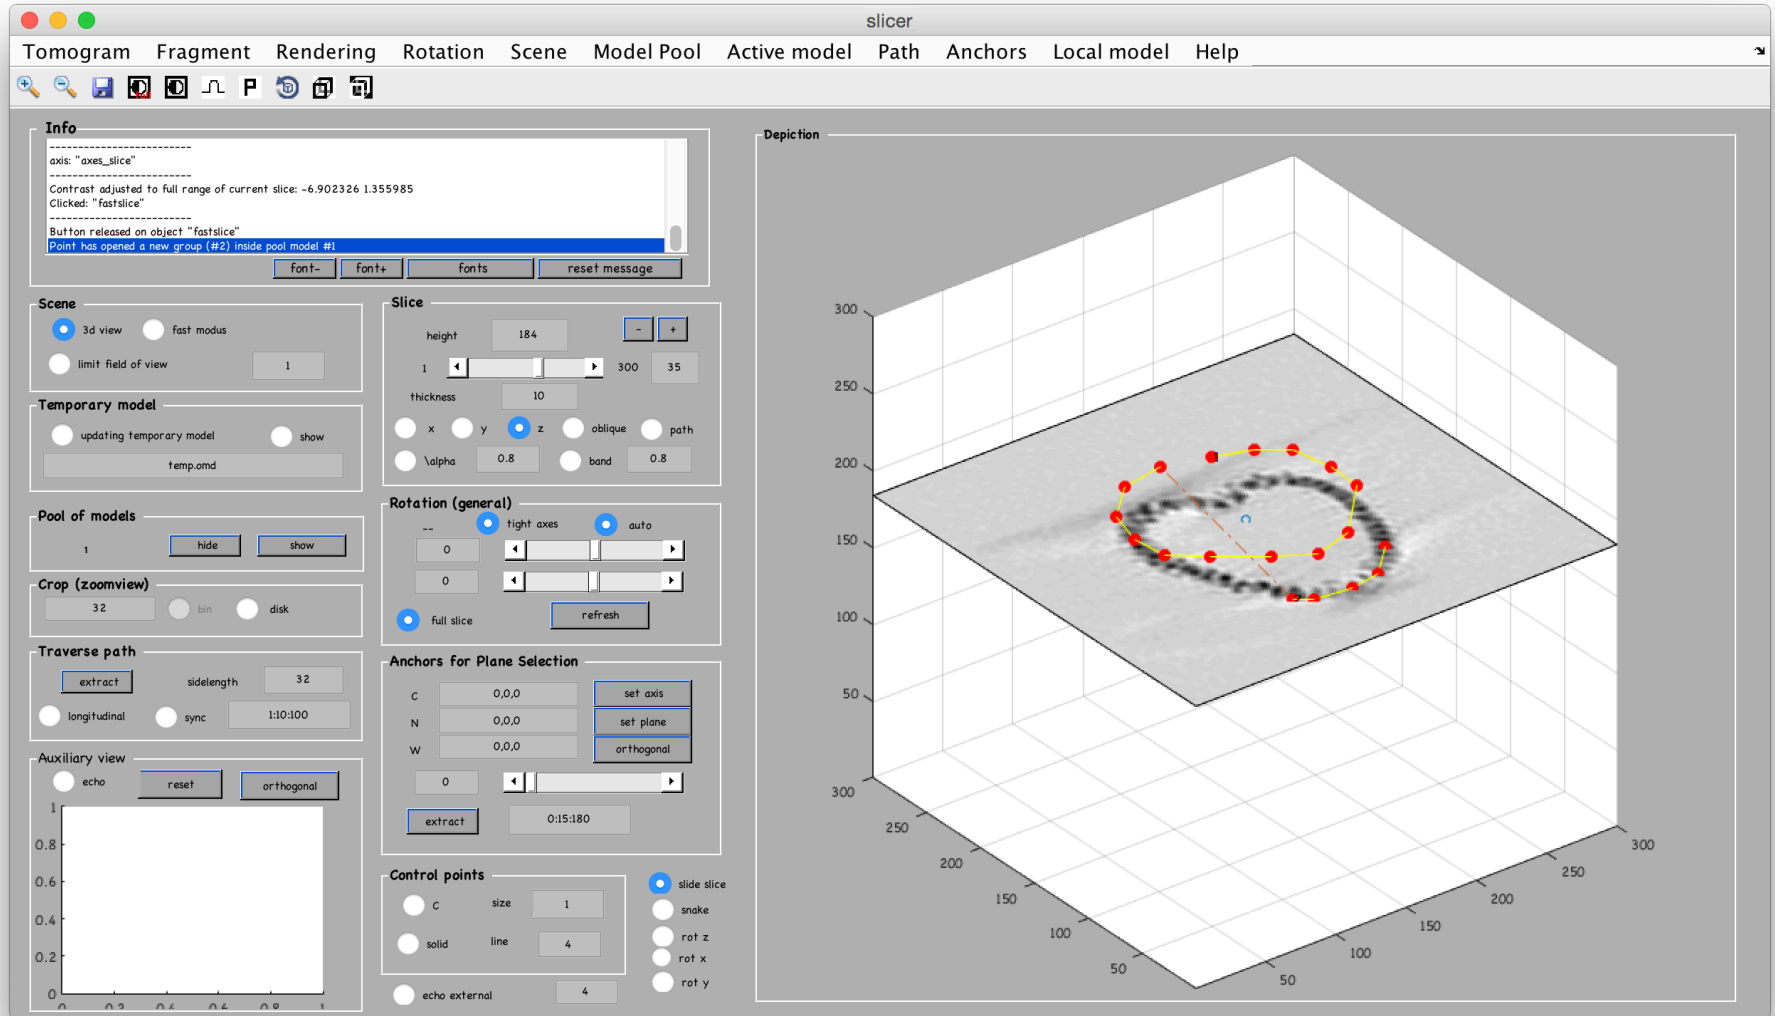 slicer
Tomogram Fragment Rendering Rotation Scene Model Pool Active model Path Anchors Local model Help
P
Info
-------------------------
axis: "axes_slice"
-------------------------
Contrast adjusted to full range of current slice: -6.902326 1.355985
Clicked: "fastslice"
-------------------------
Button released on object "fastslice"
Point has opened a new group (#2) inside pool model #1
font- font+ fonts reset message
Scene
3d view fast modus
limit field of view 1
Temporary model
updating temporary model show
temp.omd
Pool of models
1 hide show
Crop (zoomview)
32 bin disk
Traverse path
extract sidelength 32
longitudinal sync 1:10:100
Auxiliary view
echo reset orthogonal
1
0.8
0.6
0.4
0.2
0
0 0.2 0.4 0.6 0.8 1
Slice
height 184 - +
1 300 35
thickness 10
x y z oblique path
\alpha 0.8 band 0.8
Rotation (general)
-- tight axes auto
0
0
full slice refresh
Anchors for Plane Selection
C 0,0,0 set axis
N 0,0,0 set plane
W 0,0,0 orthogonal
0
extract 0:15:180
Control points
C size 1
solid line 4
echo external 4
slide slice
snake
rot z
rot x
rot y
Depiction
300
250
200
150
100
50
300
250
200
150
100
50
50
100
150
200
250
300